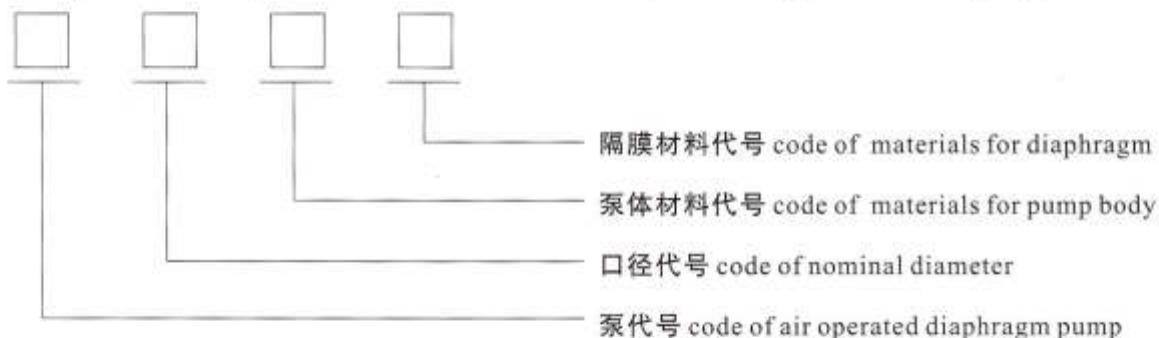 隔膜材料代号 code of materials for diaphragm
泵体材料代号 code of materials for pump body
口径代号 code of nominal diameter
泵代号 code of air operated diaphragm pump